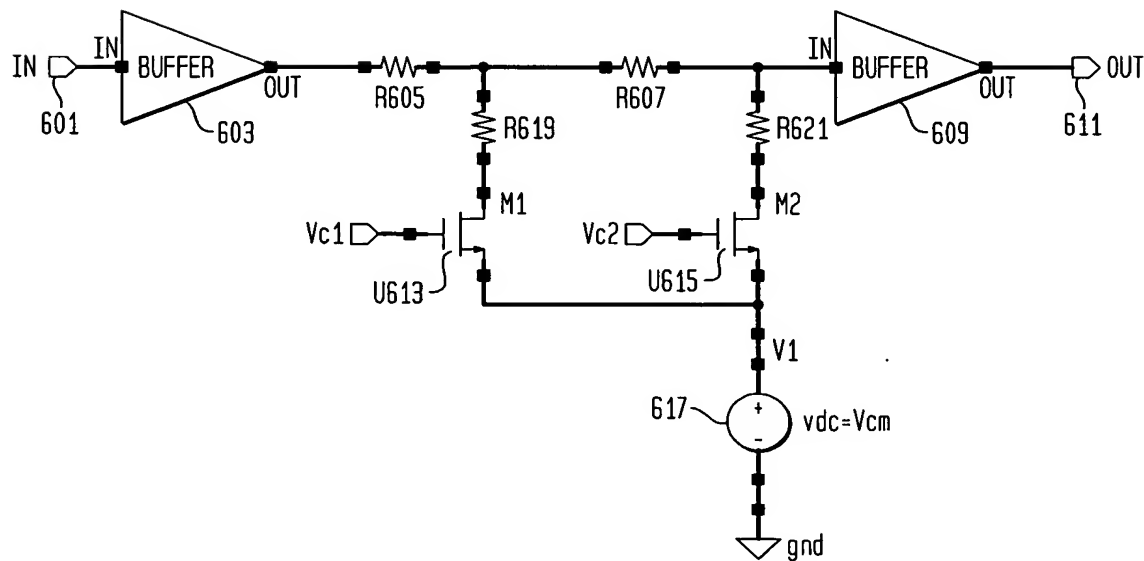 IN
IN
BUFFER
OUT
601
603
R605
R607
IN
BUFFER
OUT
OUT
609
611
R619
R621
M1
M2
Vc1
Vc2
U613
U615
V1
617
+
-
vdc=Vcm
gnd